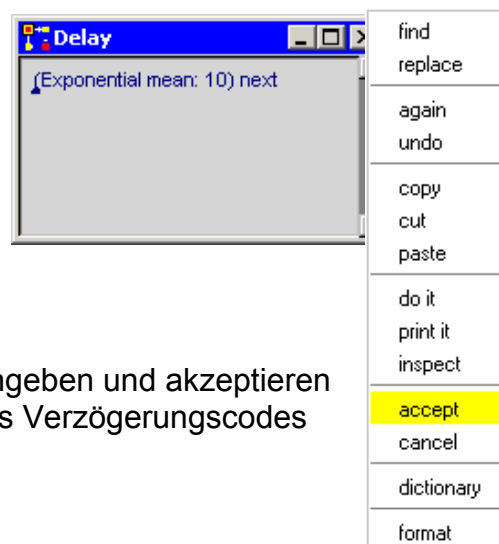 Delay
(Exponential mean: 10) next
find
replace
again
undo
copy
cut
paste
do it
print it
inspect
accept
cancel
dictionary
format
ngeben und akzeptieren
s Verzögerungscodes